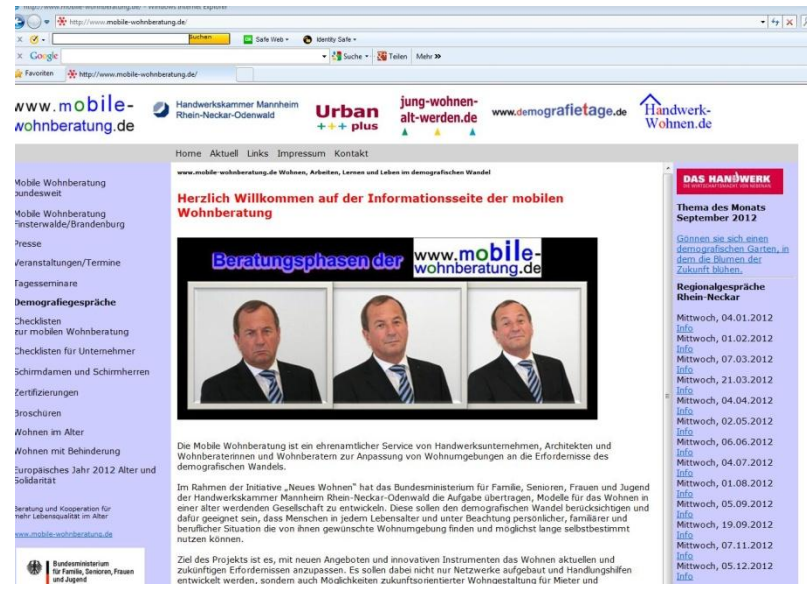 http://www.mobile-wohnberatung.de/ - Windows Internet Explorer
http://www.mobile-wohnberatung.de/
Suchen
Safe Web
Identity Safe
Google
Suche
Teilen
Mehr »
Favoriten
http://www.mobile-wohnberatung.de/
www.mobile-
wohnberatung.de
Handwerkskammer Mannheim
Rhein-Neckar-Odenwald
Urban
+++ plus
jung-wohnen-
alt-werden.de
www.demografietage.de
Handwerk-
Wohnen.de
Home Aktuell Links Impressum Kontakt
Mobile Wohnberatung
bundesweit
Mobile Wohnberatung
Finsterwalde/Brandenburg
Presse
Veranstaltungen/Termine
Tagesseminare
Demografiegespräche
Checklisten
zur mobilen Wohnberatung
Checklisten für Unternehmer
Schirmdamen und Schirmherren
Zertifizierungen
Broschüren
Wohnen im Alter
Wohnen mit Behinderung
Europäisches Jahr 2012 Alter und
Solidarität
Beratung und Kooperation für
mehr Lebensqualität im Alter
www.mobile-wohnberatung.de
Bundesministerium
für Familie, Senioren, Frauen
und Jugend
www.mobile-wohnberatung.de Wohnen, Arbeiten, Lernen und Leben im demografischen Wandel
Herzlich Willkommen auf der Informationsseite der mobilen
Wohnberatung
Beratungsphasen der www.mobile-
wohnberatung.de
Die Mobile Wohnberatung ist ein ehrenamtlicher Service von Handwerksunternehmen, Architekten und
Wohnberaterinnen und Wohnberatern zur Anpassung von Wohnumgebungen an die Erfordernisse des
demografischen Wandels.
Im Rahmen der Initiative „Neues Wohnen“ hat das Bundesministerium für Familie, Senioren, Frauen und Jugend
der Handwerkskammer Mannheim Rhein-Neckar-Odenwald die Aufgabe übertragen, Modelle für das Wohnen in
einer älter werdenden Gesellschaft zu entwickeln. Diese sollen den demografischen Wandel berücksichtigen und
dafür geeignet sein, dass Menschen in jedem Lebensalter und unter Beachtung persönlicher, familiärer und
beruflicher Situation die von ihnen gewünschte Wohnumgebung finden und möglichst lange selbstbestimmt
nutzen können.
Ziel des Projekts ist es, mit neuen Angeboten und innovativen Instrumenten das Wohnen aktuellen und
zukünftigen Erfordernissen anzupassen. Es sollen dabei nicht nur Netzwerke aufgebaut und Handlungshilfen
entwickelt werden, sondern auch Möglichkeiten zukunftsorientierter Wohngestaltung für Mieter und
DAS HANDWERK
DIE WIRTSCHAFTSMACHT. VON NEBENAN.
Thema des Monats
September 2012
Gönnen sie sich einen
demografischen Garten, in
dem die Blumen der
Zukunft blühen.
Regionalgespräche
Rhein-Neckar
Mittwoch, 04.01.2012
Info
Mittwoch, 01.02.2012
Info
Mittwoch, 07.03.2012
Info
Mittwoch, 21.03.2012
Info
Mittwoch, 04.04.2012
Info
Mittwoch, 02.05.2012
Info
Mittwoch, 06.06.2012
Info
Mittwoch, 04.07.2012
Info
Mittwoch, 01.08.2012
Info
Mittwoch, 05.09.2012
Info
Mittwoch, 19.09.2012
Info
Mittwoch, 07.11.2012
Info
Mittwoch, 05.12.2012
Info